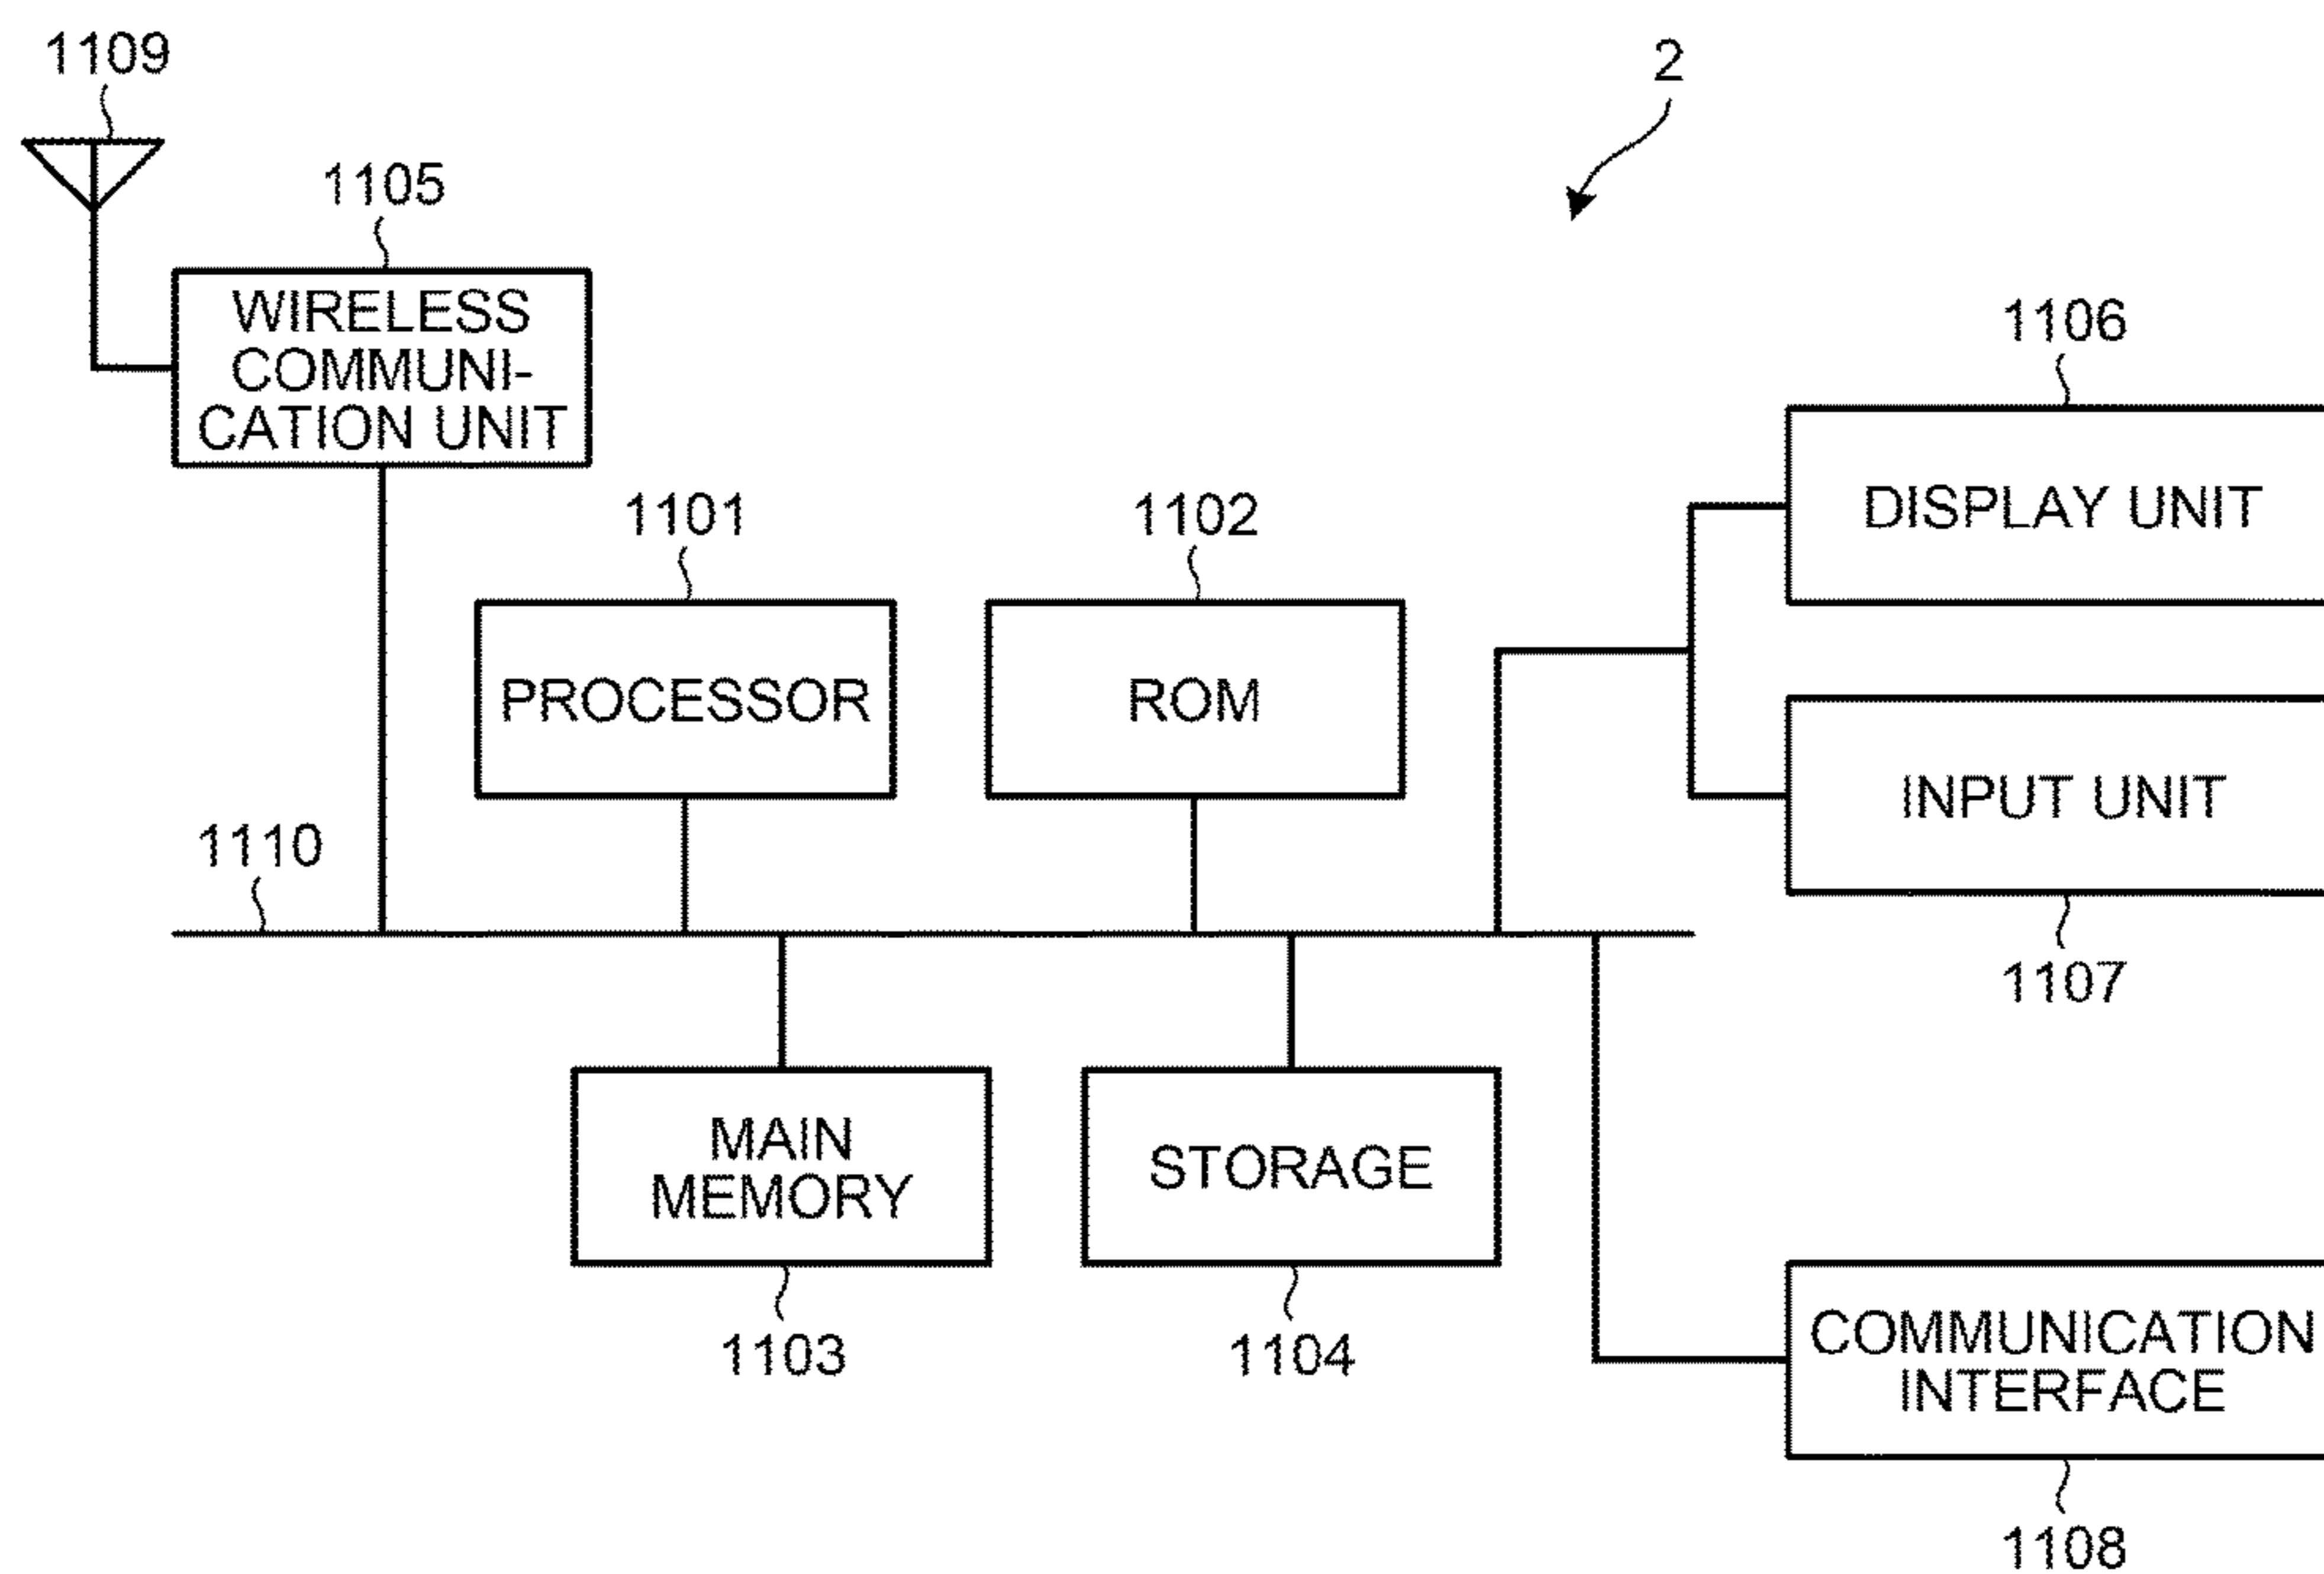 1109
2
1105
WIRELESS
COMMUNI-
CATION UNIT
1106
DISPLAY UNIT
1101
1102
PROCESSOR
ROM
INPUT UNIT
1110
1107
MAIN
MEMORY
STORAGE
1103
1104
COMMUNICATION
INTERFACE
1108